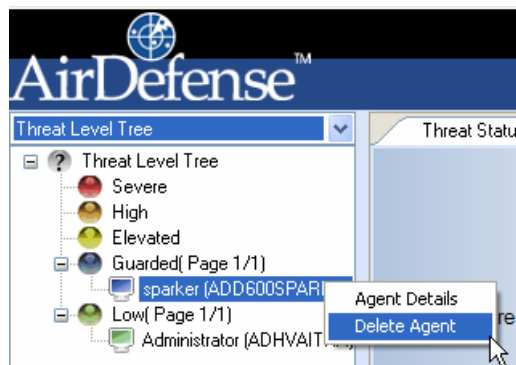 AirDefense™
Threat Level Tree
Threat Statu
? Threat Level Tree
Severe
High
Elevated
Guarded( Page 1/1)
sparker (ADD600SPAR
Agent Details
Low( Page 1/1)
Delete Agent
re
Administrator (ADHVAIT